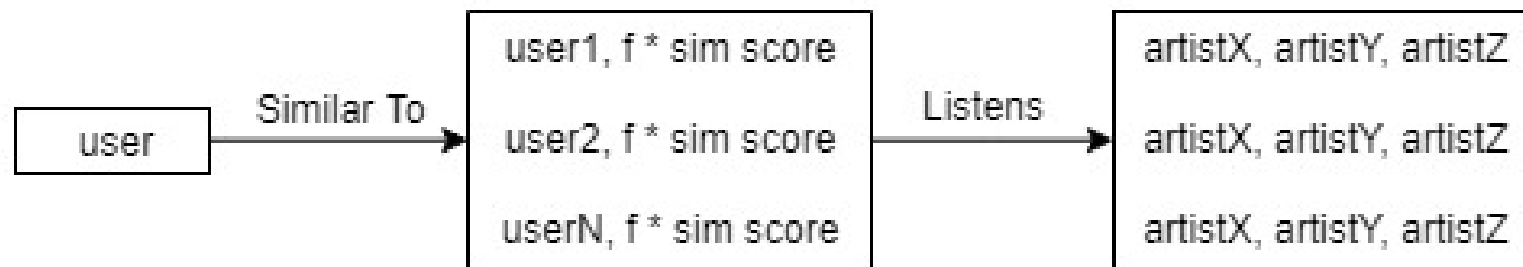 user
Similar To
user1, f * sim score
user2, f * sim score
userN, f * sim score
Listens
artistX, artistY, artistZ
artistX, artistY, artistZ
artistX, artistY, artistZ